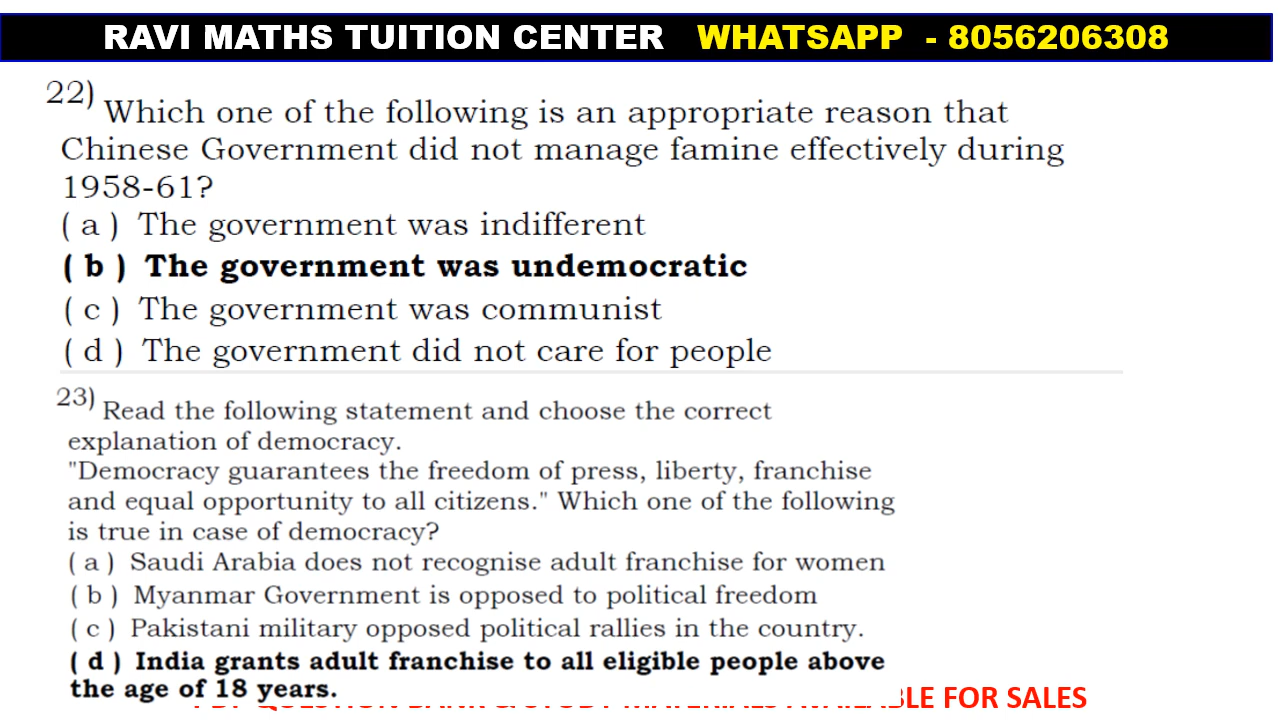 RAVI MATHS TUITION CENTER WHATSAPP - 8056206308
22) Which one of the following is an appropriate reason that
Chinese Government did not manage famine effectively during
1958-61?
( a ) The government was indifferent
( b ) The government was undemocratic
( c ) The government was communist
( d ) The government did not care for people
23) Read the following statement and choose the correct
explanation of democracy.
"Democracy guarantees the freedom of press, liberty, franchise
and equal opportunity to all citizens." Which one of the following
is true in case of democracy?
( a ) Saudi Arabia does not recognise adult franchise for women
( b ) Myanmar Government is opposed to political freedom
( c ) Pakistani military opposed political rallies in the country.
( d ) India grants adult franchise to all eligible people above
the age of 18 years.
FOR SALES